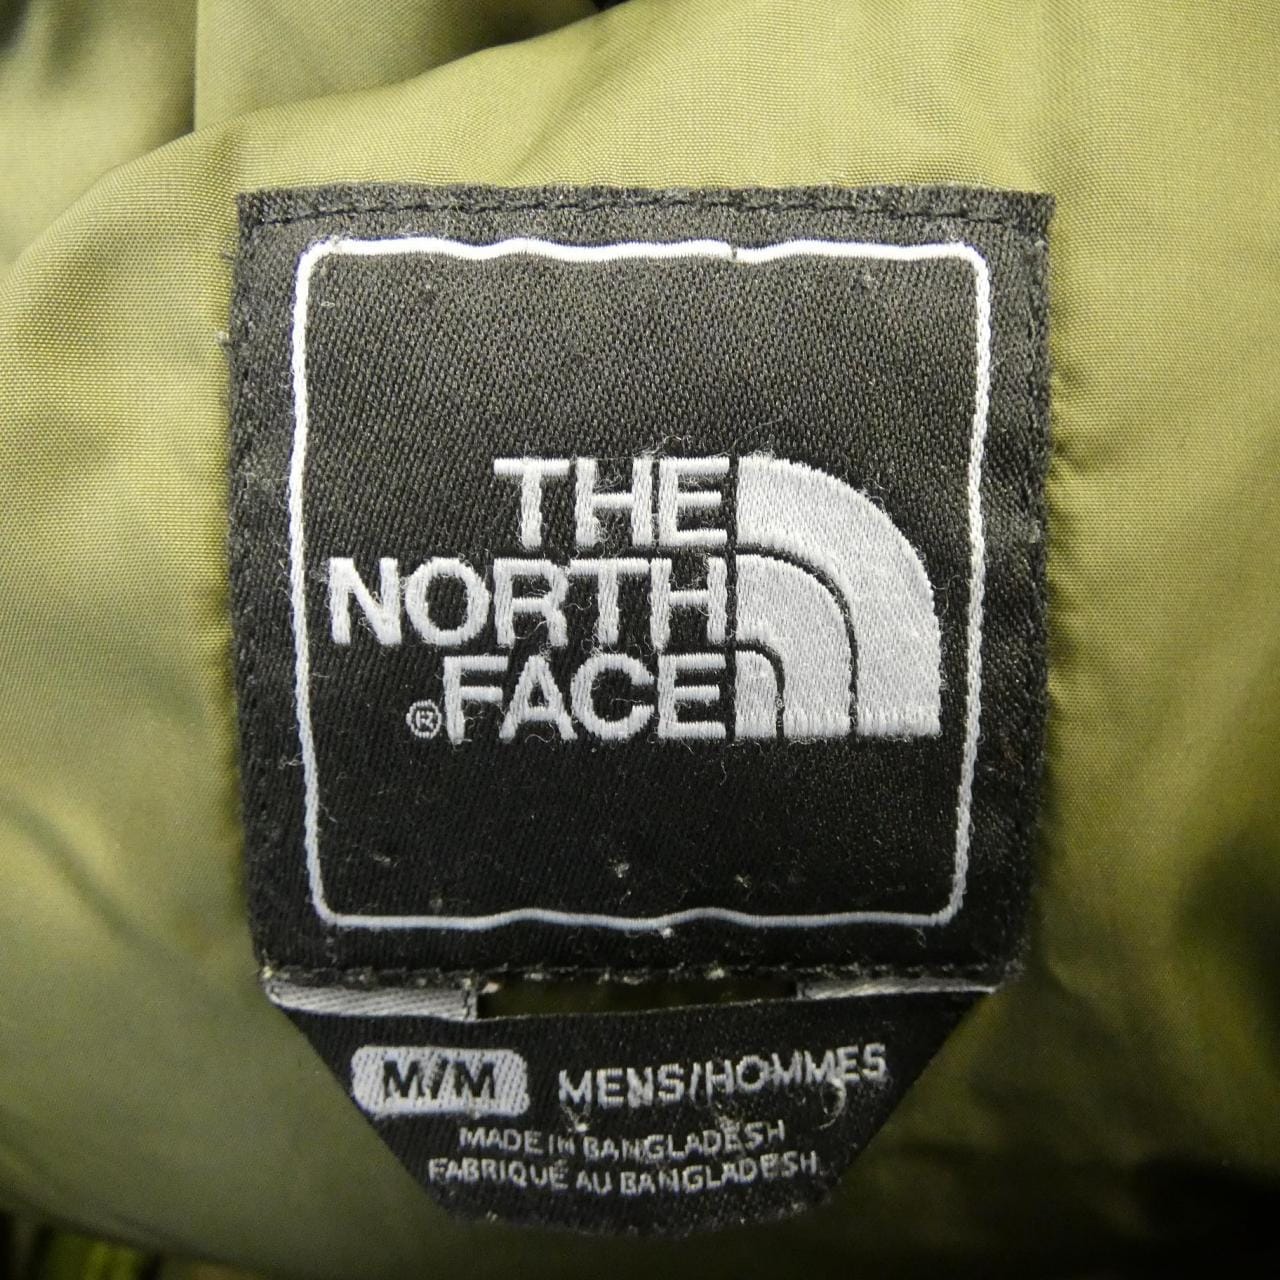 THE
NORTH
®FACE
M/M MENS/HOMMES
MADE IN BANGLADESH
FABRIQUÉ AU BANGLADESH